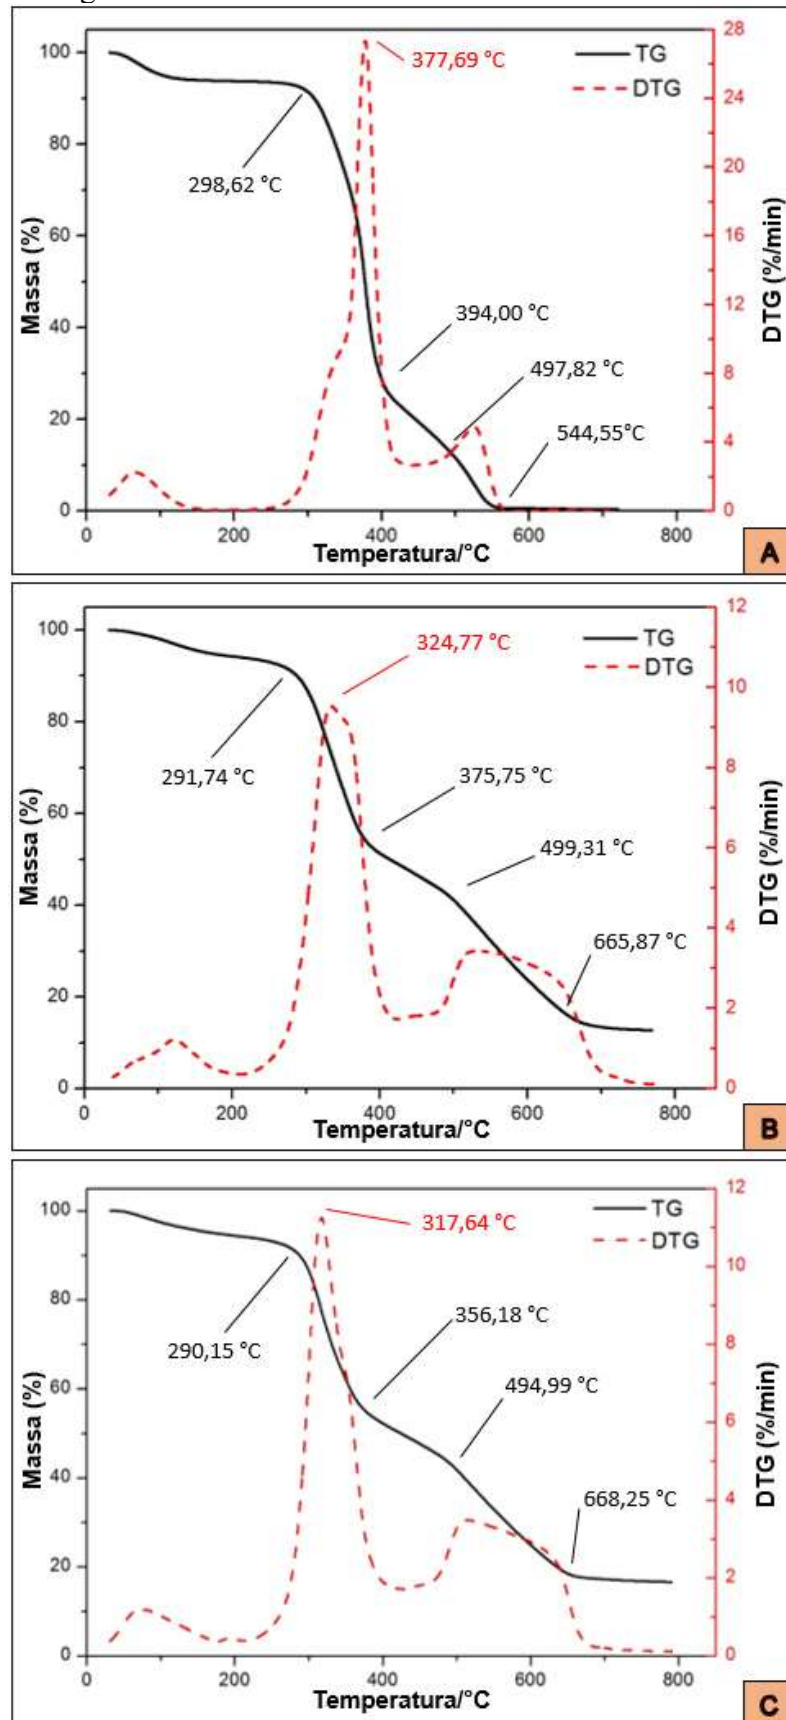 100
80
60
40
20
0
Massa (%)
28
24
20
16
12
8
4
0
DTG (%/min)
TG
DTG
377,69 °C
298,62 °C
394,00 °C
497,82 °C
544,55°C
0
200
400
600
800
Temperatura/°C
A
100
80
60
40
20
0
Massa (%)
12
10
8
6
4
2
0
DTG (%/min)
TG
DTG
324,77 °C
291,74 °C
375,75 °C
499,31 °C
665,87 °C
0
200
400
600
800
Temperatura/°C
B
100
80
60
40
20
0
Massa (%)
12
10
8
6
4
2
0
DTG (%/min)
TG
DTG
317,64 °C
290,15 °C
356,18 °C
494,99 °C
668,25 °C
0
200
400
600
800
Temperatura/°C
C